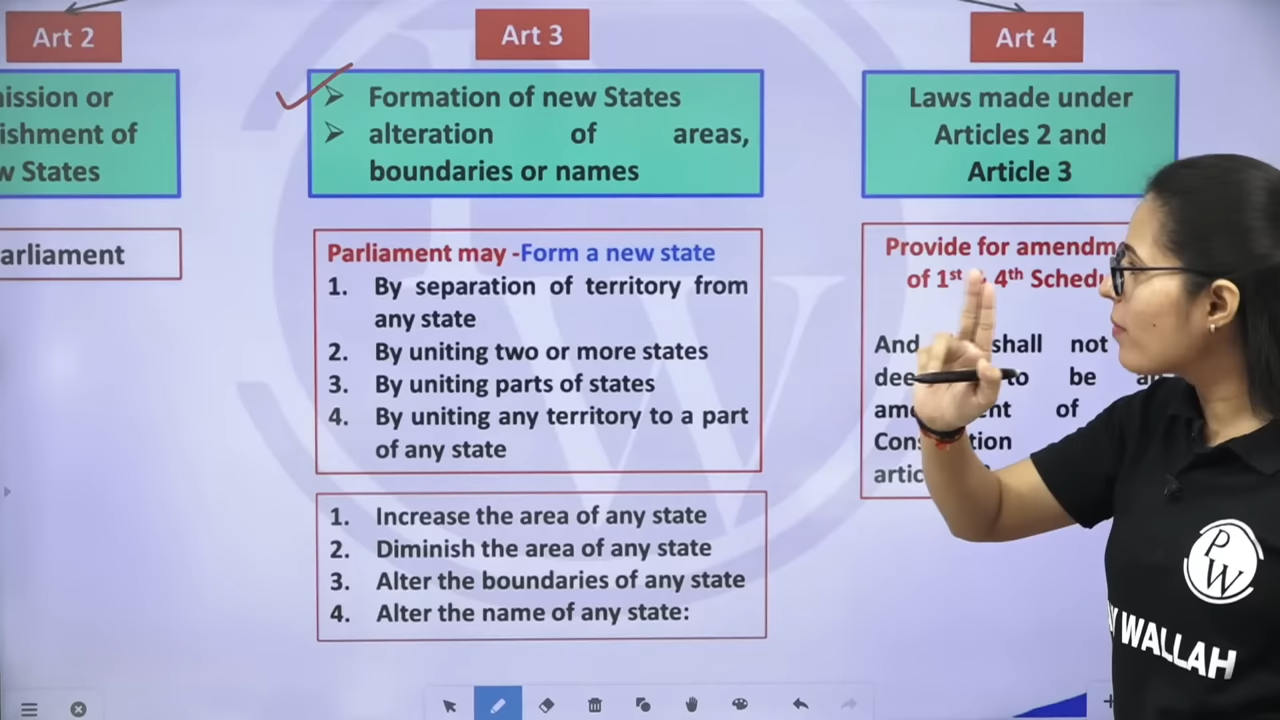 Art 2
Art 3
Art 4
ission or
ishment of
w States
Formation of new States
alteration of areas,
boundaries or names
Laws made under
Articles 2 and
Article 3
arliament
Parliament may -Form a new state
1. By separation of territory from
any state
2. By uniting two or more states
3. By uniting parts of states
4. By uniting any territory to a part
of any state
1. Increase the area of any state
2. Diminish the area of any state
3. Alter the boundaries of any state
4. Alter the name of any state:
Provide for amendm
of 1st 4th Schedu
And shall not
dee to be
am nt of
Cons tion
artic
P
W
Y WALLAH